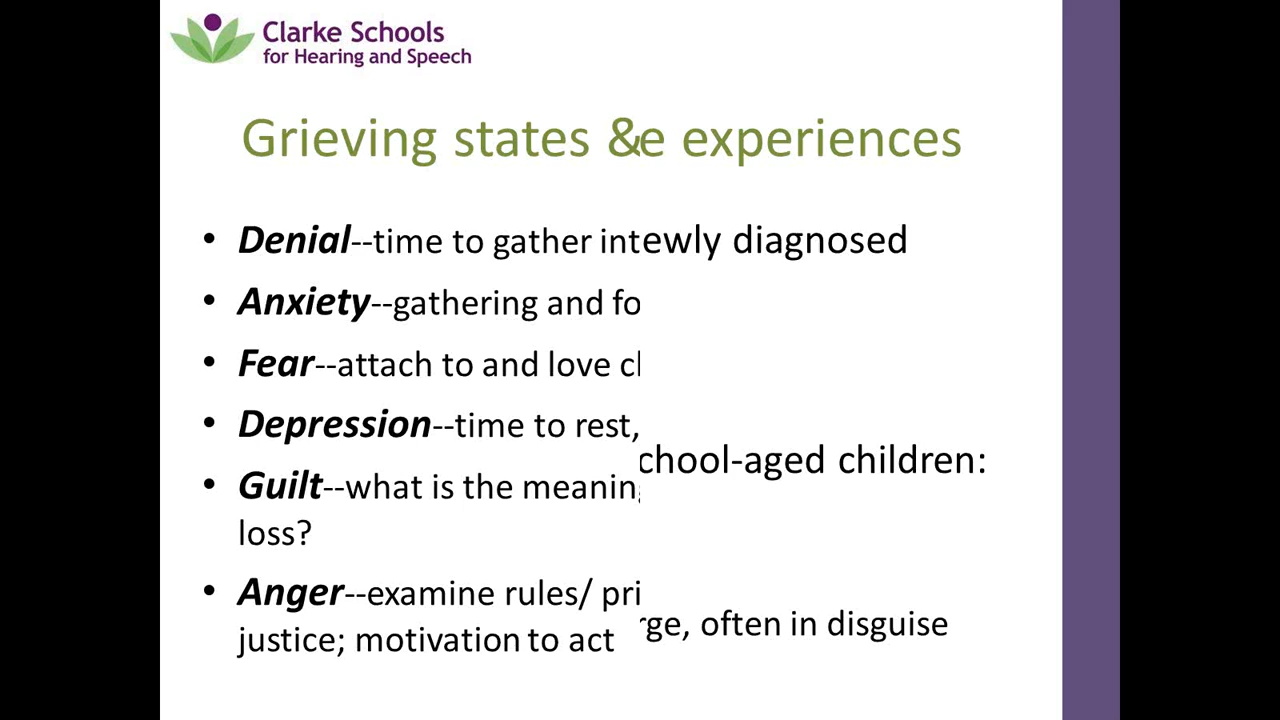 Clarke Schools
for Hearing and Speech
Grieving states &e experiences
• Denial--time to gather intewly diagnosed
• Anxiety--gathering and fo
• Fear--attach to and love cl
• Depression--time to rest,
chool-aged children:
• Guilt--what is the meaning
loss?
• Anger--examine rules/ pri
rge, often in disguise
justice; motivation to act